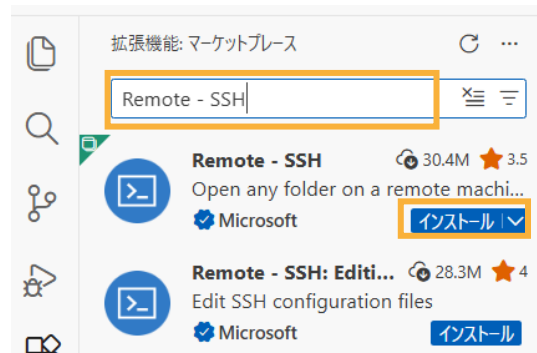 拡張機能: マーケットプレース
Remote - SSH
Remote - SSH 30.4M 3.5
Open any folder on a remote machi...
Microsoft インストール
Remote - SSH: Editi... 28.3M 4
Edit SSH configuration files
Microsoft インストール